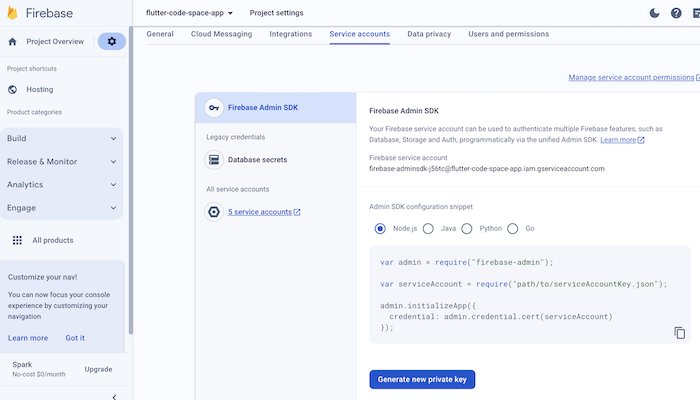 Firebase
flutter-code-space-app
Project settings
Project Overview
Project shortcuts
Hosting
Product categories
Build
Release & Monitor
Analytics
Engage
All products
Customize your nav!
You can now focus your console
experience by customizing your
navigation
Learn more
Got it
Spark
No-cost $0/month
Upgrade
General
Cloud Messaging
Integrations
Service accounts
Data privacy
Users and permissions
Manage service account permissions
Firebase Admin SDK
Legacy credentials
Database secrets
All service accounts
5 service accounts
Firebase Admin SDK
Your Firebase service account can be used to authenticate multiple Firebase features, such as
Database, Storage and Auth, programmatically via the unified Admin SDK. Learn more
Firebase service account
firebase-adminsdk-j56tc@flutter-code-space-app.iam.gserviceaccount.com
Admin SDK configuration snippet
Node.js
Java
Python
Go
var admin = require("firebase-admin");
var serviceAccount = require("path/to/serviceAccountKey.json");
admin.initializeApp({
credential: admin.credential.cert(serviceAccount)
});
Generate new private key